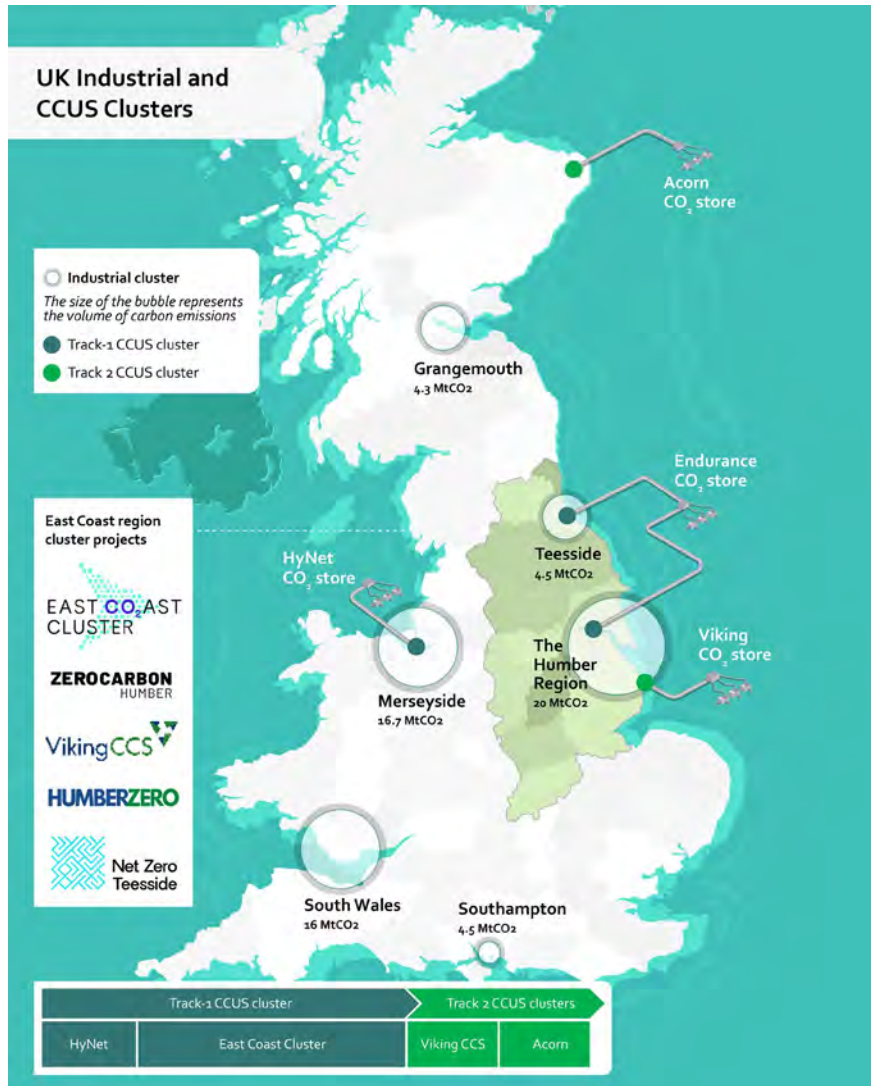 UK Industrial and
CCUS Clusters
Acorn
CO₂ store
Industrial cluster
The size of the bubble represents
the volume of carbon emissions
Track-1 CCUS cluster
Track 2 CCUS cluster
Grangemouth
4.3 MtCO2
Endurance
CO₂ store
East Coast region
cluster projects
EAST CO₂AST
CLUSTER
ZEROCARBON
HUMBER
VikingCCS
HUMBERZERO
Net Zero
Teesside
HyNet
CO₂ store
Teesside
4.5 MtCO2
Viking
CO₂ store
The
Humber
Region
20 MtCO2
Merseyside
16.7 MtCO2
South Wales
16 MtCO2
Southampton
4.5 MtCO2
Track-1 CCUS cluster
Track 2 CCUS clusters
HyNet
East Coast Cluster
Viking CCS
Acorn